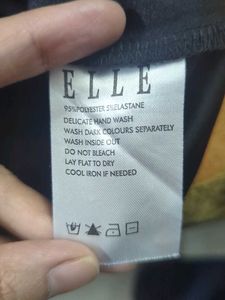 ELLE
95%POLYESTER 5%ELASTANE
DELICATE HAND WASH
WASH DARK COLOURS SEPARATELY
WASH INSIDE OUT
DO NOT BLEACH
LAY FLAT TO DRY
COOL IRON IF NEEDED